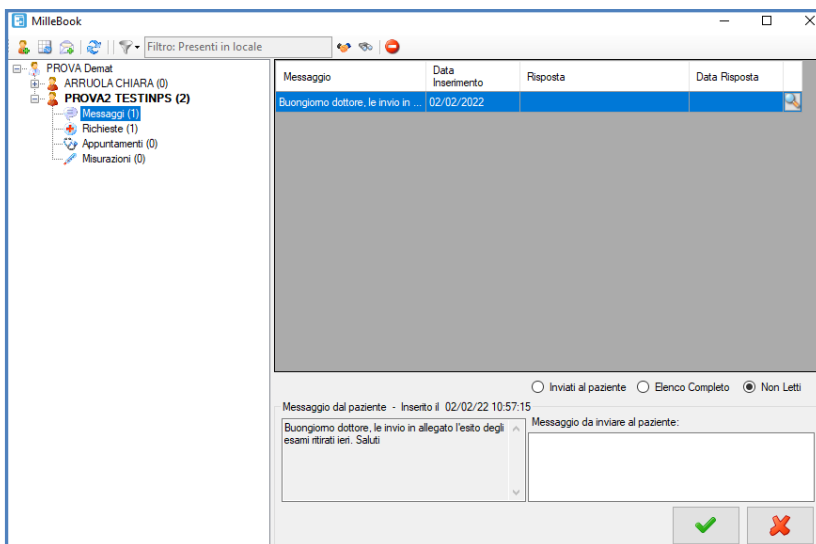 MilleBook
Filtro: Presenti in locale
PROVA Demat
ARRUOLA CHIARA (0)
PROVA2 TESTINPS (2)
Messaggi (1)
Richieste (1)
Appuntamenti (0)
Misurazioni (0)
Messaggio
Data
Inserimento
Risposta
Data Risposta
Buongiorno dottore, le invio in ...
02/02/2022
Inviati al paziente
Elenco Completo
Non Letti
Messaggio dal paziente - Inserito il 02/02/22 10:57:15
Buongiorno dottore, le invio in allegato l'esito degli
esami ritirati ieri. Saluti
Messaggio da inviare al paziente: